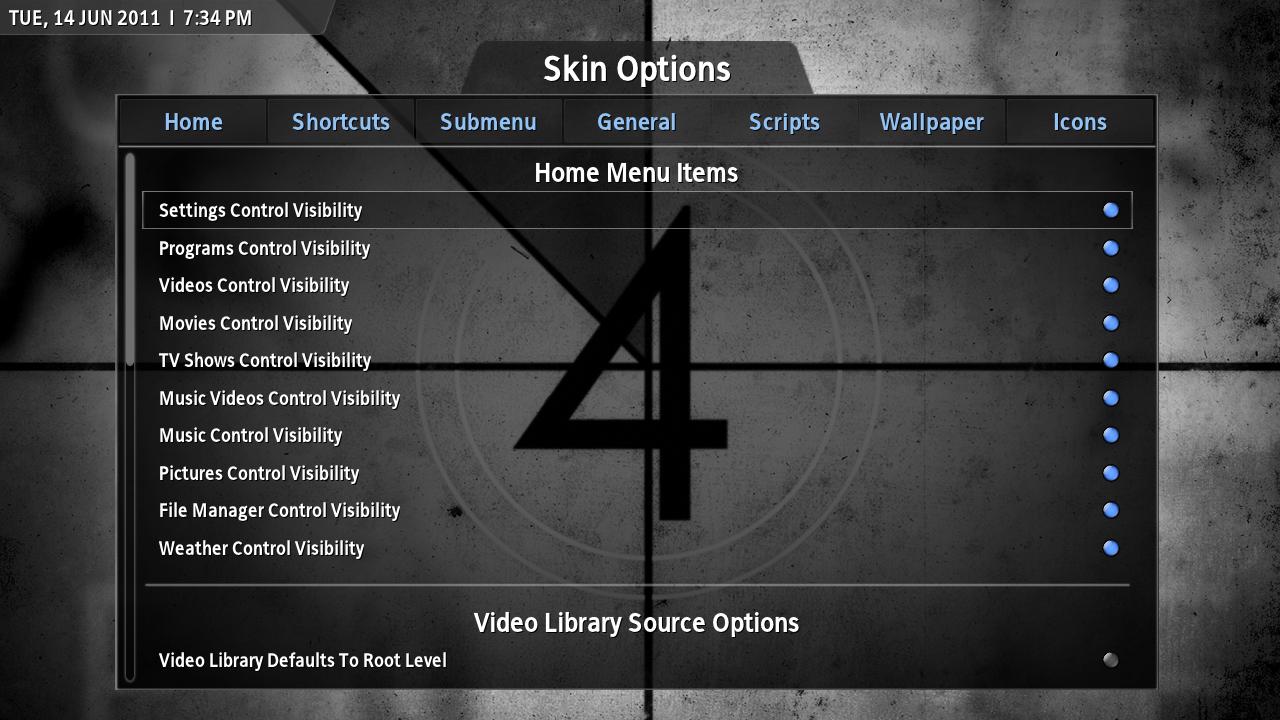 TUE, 14 JUN 2011 I 7:34 PM
Skin Options
Home Shortcuts Submenu General Scripts Wallpaper Icons
Home Menu Items
Settings Control Visibility
Programs Control Visibility
Videos Control Visibility
Movies Control Visibility
TV Shows Control Visibility
Music Videos Control Visibility
Music Control Visibility
Pictures Control Visibility
File Manager Control Visibility
Weather Control Visibility
4
Video Library Source Options
Video Library Defaults To Root Level